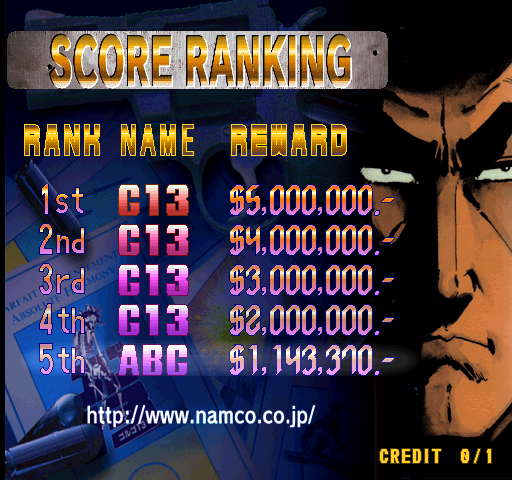 SCORE RANKING
RANK NAME REWARD
1st C13 $5,000,000.-
2nd C13 $4,000,000.-
3rd C13 $3,000,000.-
4th C13 $2,000,000.-
5th ABC $1,143,370.-
http://www.namco.co.jp/
CREDIT 0/1